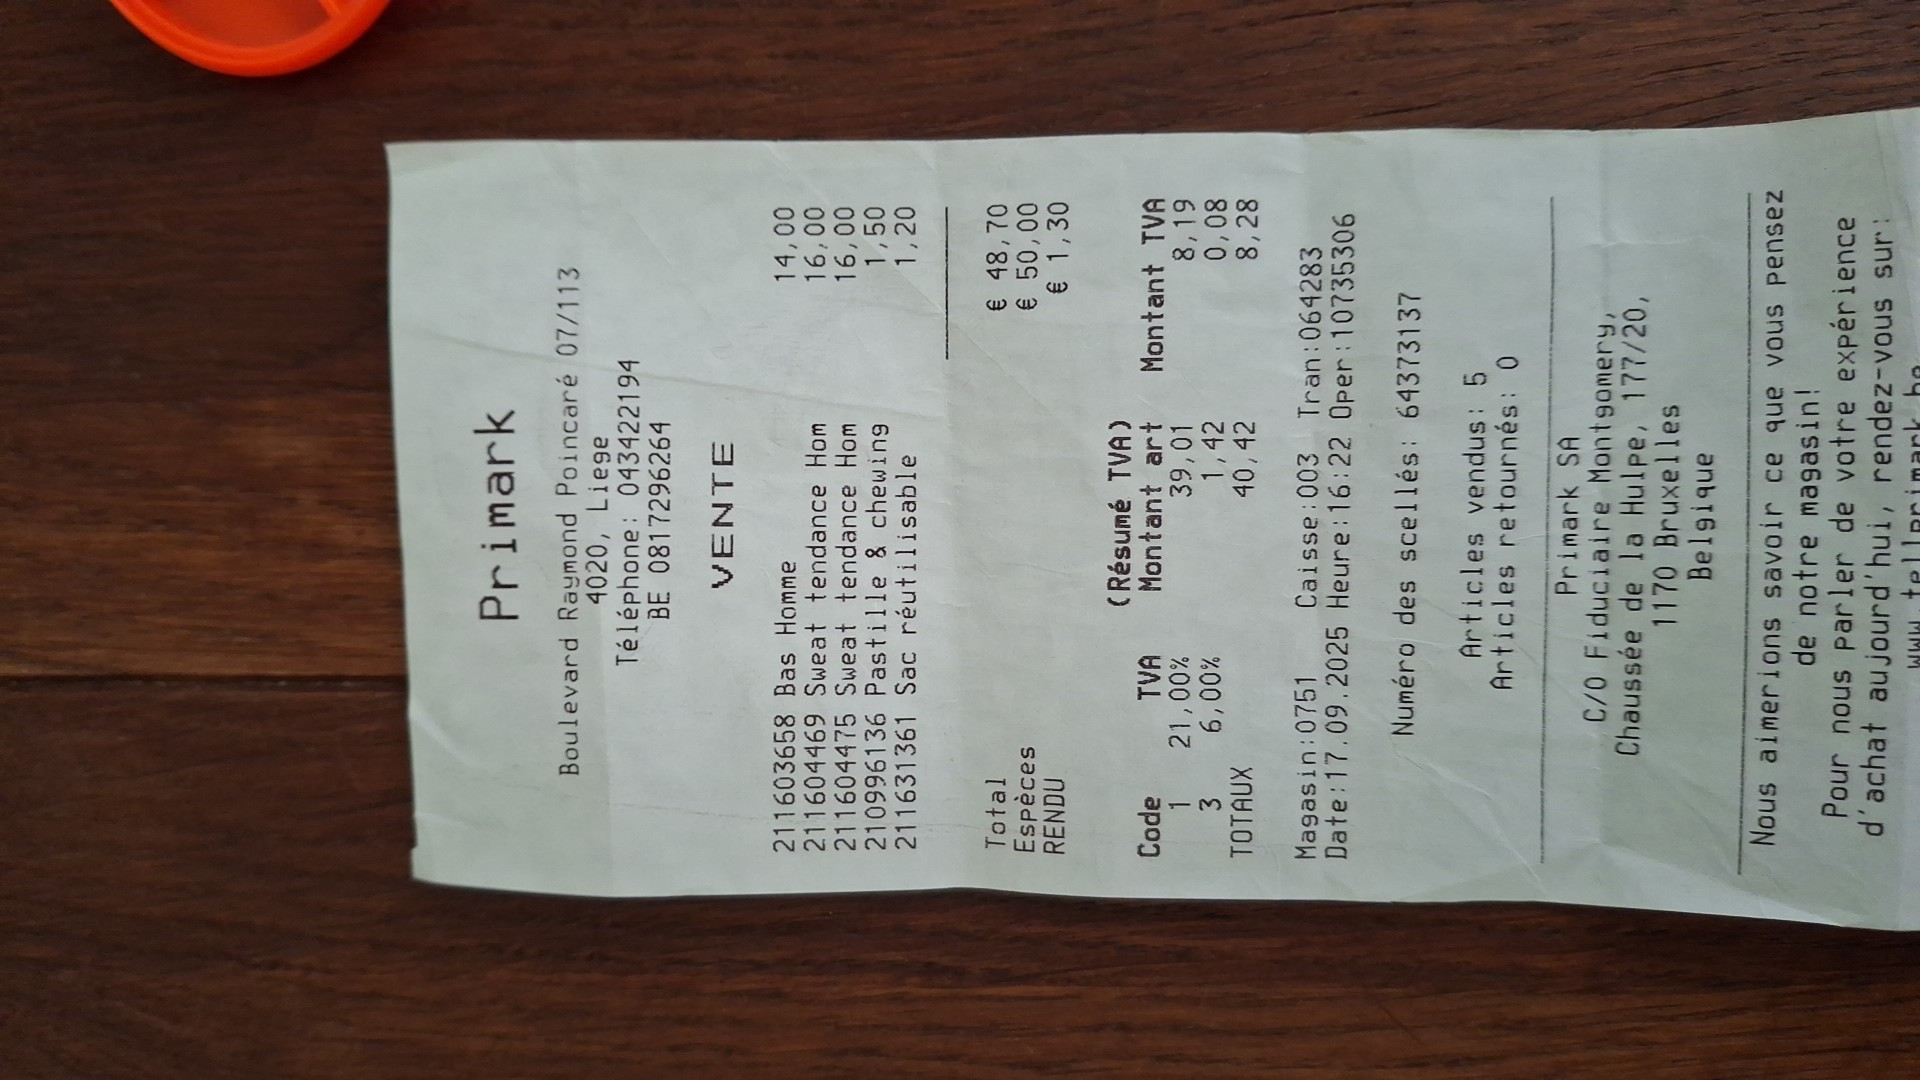 Primark
Boulevard Raymond Poincaré 07/113
4020, Liege
Téléphone: 043422194
BE 0817296264
VENTE
211603658 Bas Homme 14,00
211604469 Sweat tendance Hom 16,00
211604475 Sweat tendance Hom 16,00
210996136 Pastille & chewing 1,50
211631361 Sac réutilisable 1,20
Total € 48,70
Espèces € 50,00
RENDU € 1,30
(Résumé TVA)
Code TVA Montant art Montant TVA
1 21,00% 39,01 8,19
3 6,00% 1,42 0,08
TOTAUX 40,42 8,28
Magasin:0751 Caisse:003 Tran:064283
Date:17.09.2025 Heure:16:22 Oper:10735306
Numéro des scellés: 64373137
Articles vendus: 5
Articles retournés: 0
Primark SA
C/O Fiduciaire Montgomery,
Chaussée de la Hulpe, 177/20,
1170 Bruxelles
Belgique
Nous aimerions savoir ce que vous pensez
de notre magasin!
Pour nous parler de votre expérience
d'achat aujourd'hui, rendez-vous sur:
www.tellprimark.be